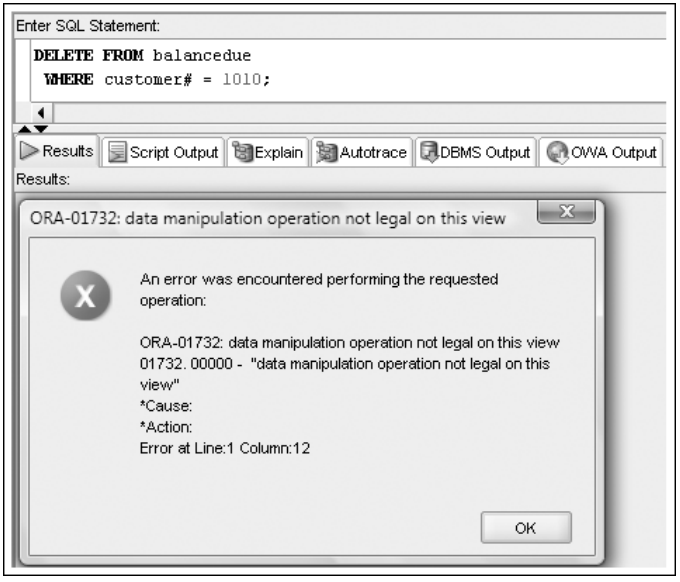 Enter SQL Statement:
DELETE FROM balancedue
WHERE customer# = 1010;
Results Script Output Explain Autotrace DBMS Output OWA Output
Results:
ORA-01732: data manipulation operation not legal on this view
An error was encountered performing the requested
operation:
ORA-01732: data manipulation operation not legal on this view
01732. 00000 - "data manipulation operation not legal on this
view"
*Cause:
*Action:
Error at Line:1 Column:12
OK